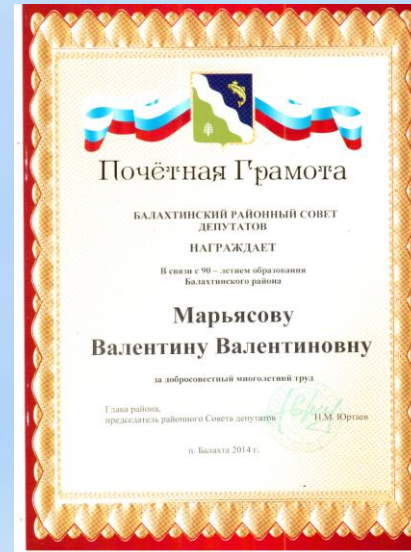 Почётная Грамота
БАЛАХТИНСКИЙ РАЙОННЫЙ СОВЕТ
ДЕПУТАТОВ
НАГРАЖДАЕТ
В связи с 90 – летием образования
Балахтинского района
Марьясову
Валентину Валентиновну
за добросовестный многолетний труд
Глава района,
председатель районного Совета депутатов Н.М. Юртаев
п. Балахта 2014 г.